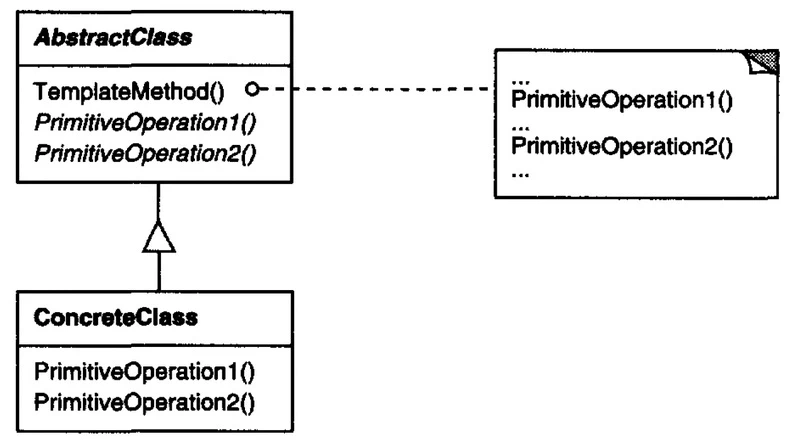 AbstractClass
TemplateMethod()
PrimitiveOperation1()
PrimitiveOperation2()
...
PrimitiveOperation1()
...
PrimitiveOperation2()
...
ConcreteClass
PrimitiveOperation1()
PrimitiveOperation2()